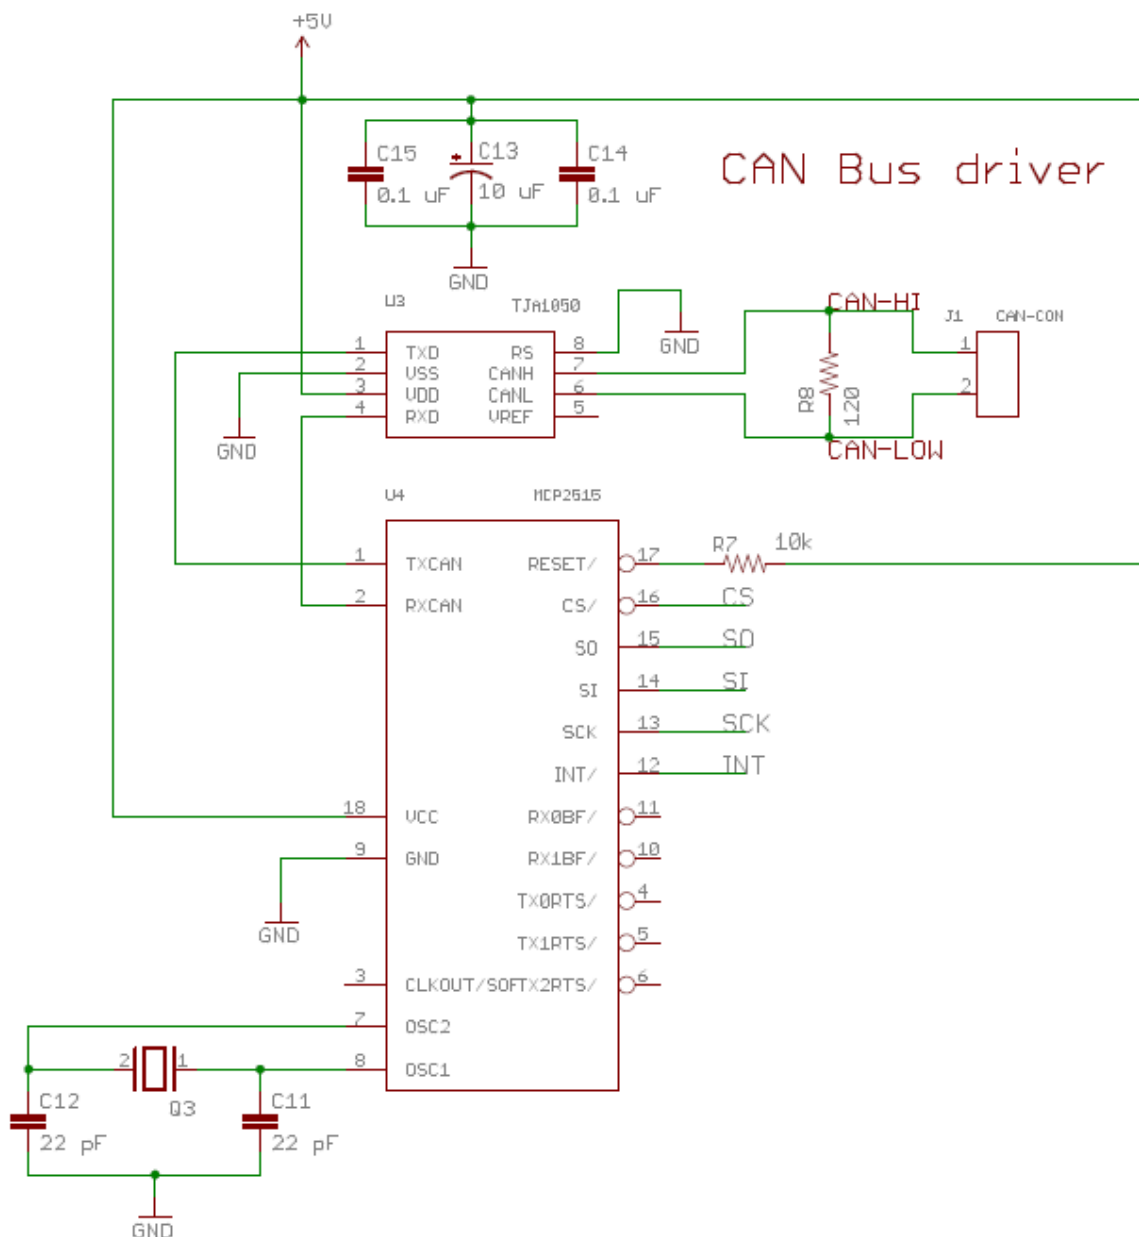 +5V
C15
0.1 uF
C13
10 uF
C14
0.1 uF
CAN Bus driver
GND
U3
TJA1050
1 TXD RS 8
2 VSS CANH 7
3 VDD CANL 6
4 RXD VREF 5
GND
GND
CAN-HI
R8
120
CAN-LOW
J1 CAN-CON
1
2
U4
MCP2515
1 TXCAN RESET/ 17
R7 10k
2 RXCAN CS/ 16 CS
SO 15 SO
SI 14 SI
SCK 13 SCK
INT/ 12 INT
18 VCC RX0BF/ 11
9 GND RX1BF/ 10
GND
TX0RTS/ 4
TX1RTS/ 5
3 CLKOUT/SOFTX2RTS/ 6
7 OSC2
8 OSC1
2 1
Q3
C12
22 pF
C11
22 pF
GND